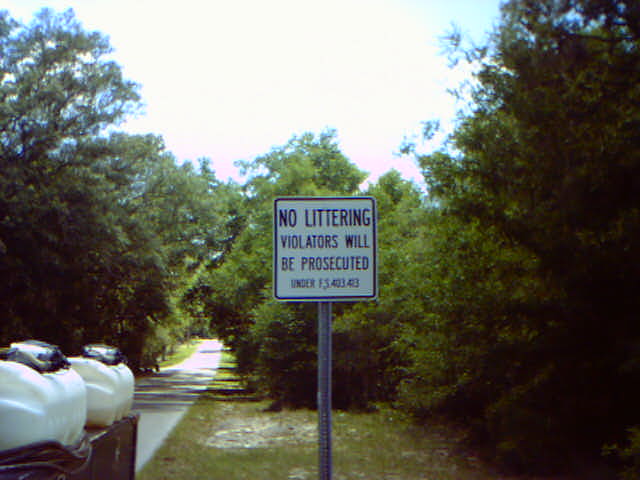 NO LITTERING
VIOLATORS WILL
BE PROSECUTED
UNDER F.S.403.413